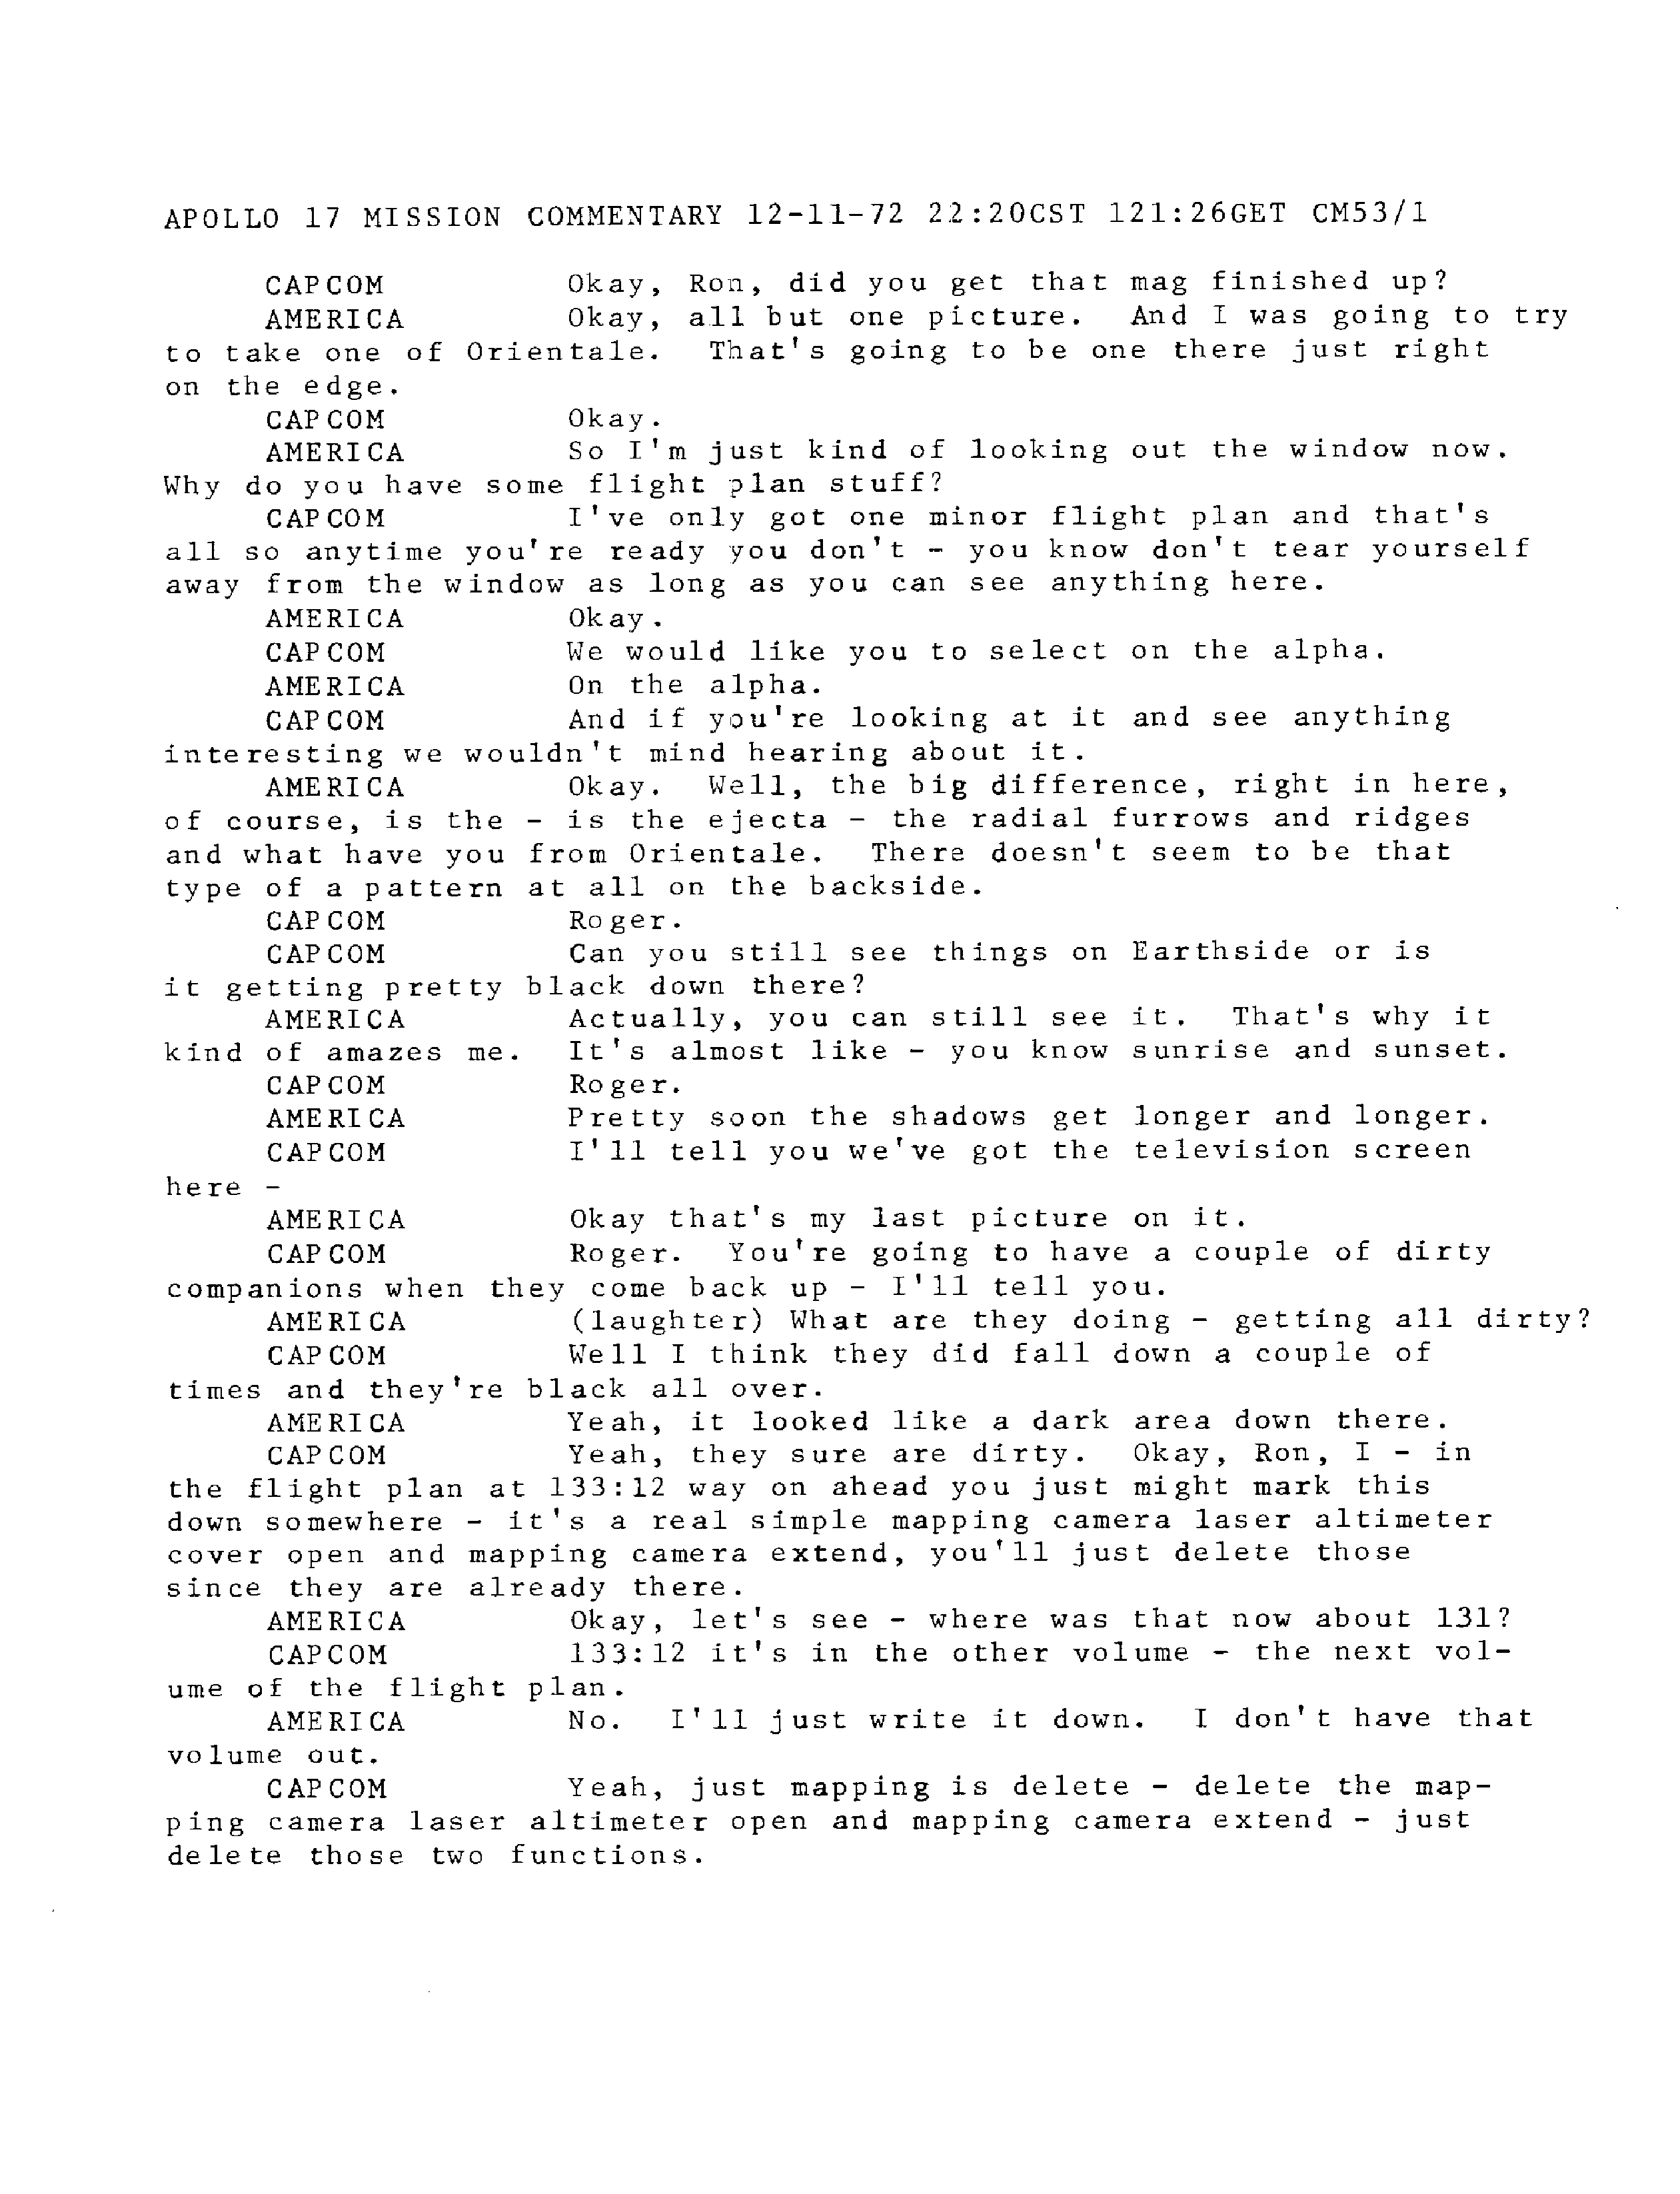 APOLLO 17 MISSION COMMENTARY 12-11-72 22:20CST 121:26GET CM53/1
CAPCOM Okay, Ron, did you get that mag finished up?
AMERICA Okay, all but one picture. And I was going to try
to take one of Orientale. That's going to be one there just right
on the edge.
CAPCOM Okay.
AMERICA So I'm just kind of looking out the window now.
Why do you have some flight plan stuff?
CAPCOM I've only got one minor flight plan and that's
all so anytime you're ready you don't - you know don't tear yourself
away from the window as long as you can see anything here.
AMERICA Okay.
CAPCOM We would like you to select on the alpha.
AMERICA On the alpha.
CAPCOM And if you're looking at it and see anything
interesting we wouldn't mind hearing about it.
AMERICA Okay. Well, the big difference, right in here,
of course, is the - is the ejecta - the radial furrows and ridges
and what have you from Orientale. There doesn't seem to be that
type of a pattern at all on the backside.
CAPCOM Roger.
CAPCOM Can you still see things on Earthside or is
it getting pretty black down there?
AMERICA Actually, you can still see it. That's why it
kind of amazes me. It's almost like - you know sunrise and sunset.
CAPCOM Roger.
AMERICA Pretty soon the shadows get longer and longer.
CAPCOM I'll tell you we've got the television screen
here -
AMERICA Okay that's my last picture on it.
CAPCOM Roger. You're going to have a couple of dirty
companions when they come back up - I'll tell you.
AMERICA (laughter) What are they doing - getting all dirty?
CAPCOM Well I think they did fall down a couple of
times and they're black all over.
AMERICA Yeah, it looked like a dark area down there.
CAPCOM Yeah, they sure are dirty. Okay, Ron, I - in
the flight plan at 133:12 way on ahead you just might mark this
down somewhere - it's a real simple mapping camera laser altimeter
cover open and mapping camera extend, you'll just delete those
since they are already there.
AMERICA Okay, let's see - where was that now about 131?
CAPCOM 133:12 it's in the other volume - the next vol-
ume of the flight plan.
AMERICA No. I'll just write it down. I don't have that
volume out.
CAPCOM Yeah, just mapping is delete - delete the map-
ping camera laser altimeter open and mapping camera extend - just
delete those two functions.